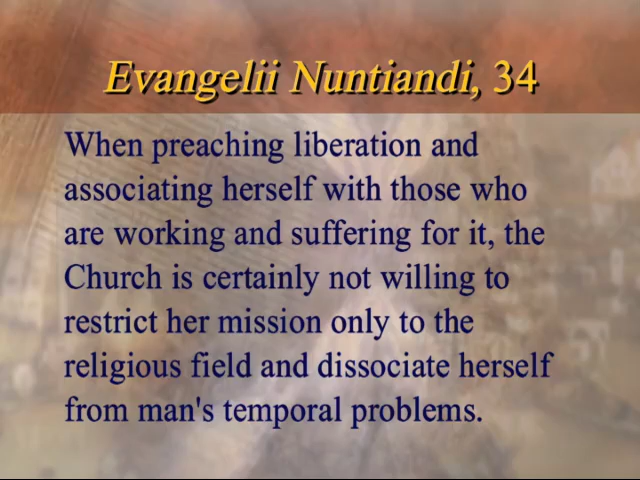 Evangelii Nuntiandi, 34
When preaching liberation and
associating herself with those who
are working and suffering for it, the
Church is certainly not willing to
restrict her mission only to the
religious field and dissociate herself
from man's temporal problems.